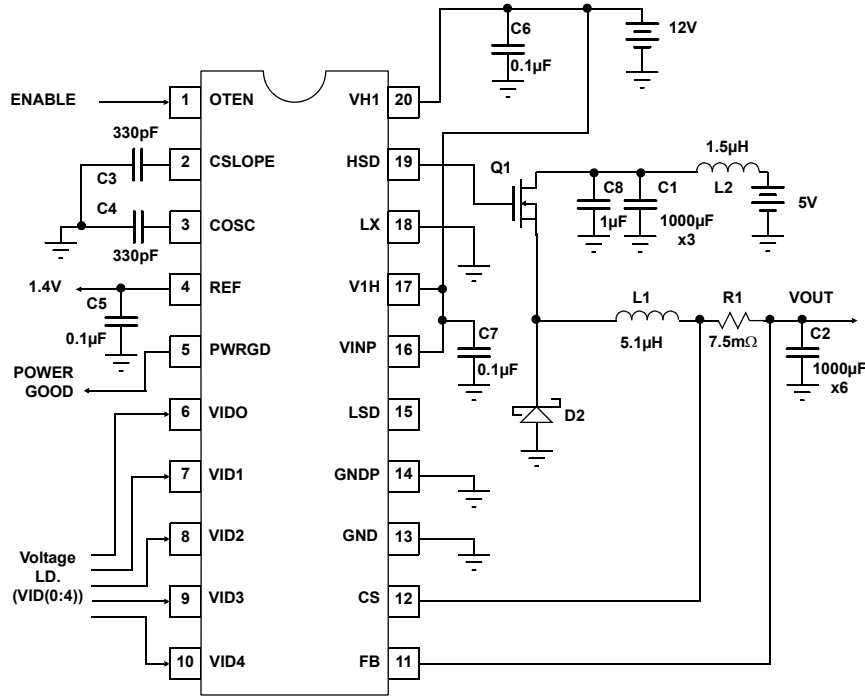 C6
0.1µF
12V
ENABLE
1 OTEN
VH1 20
330pF
C3
2 CSLOPE
HSD 19
Q1
1.5µH
L2
5V
C8
1µF
C1
1000µF
x3
C4
330pF
3 COSC
LX 18
1.4V
C5
0.1µF
4 REF
V1H 17
L1
5.1µH
R1
7.5mΩ
VOUT
C2
1000µF
x6
POWER
GOOD
5 PWRGD
VINP 16
C7
0.1µF
6 VIDO
LSD 15
D2
7 VID1
GNDP 14
8 VID2
GND 13
Voltage
LD.
(VID(0:4))
9 VID3
CS 12
10 VID4
FB 11